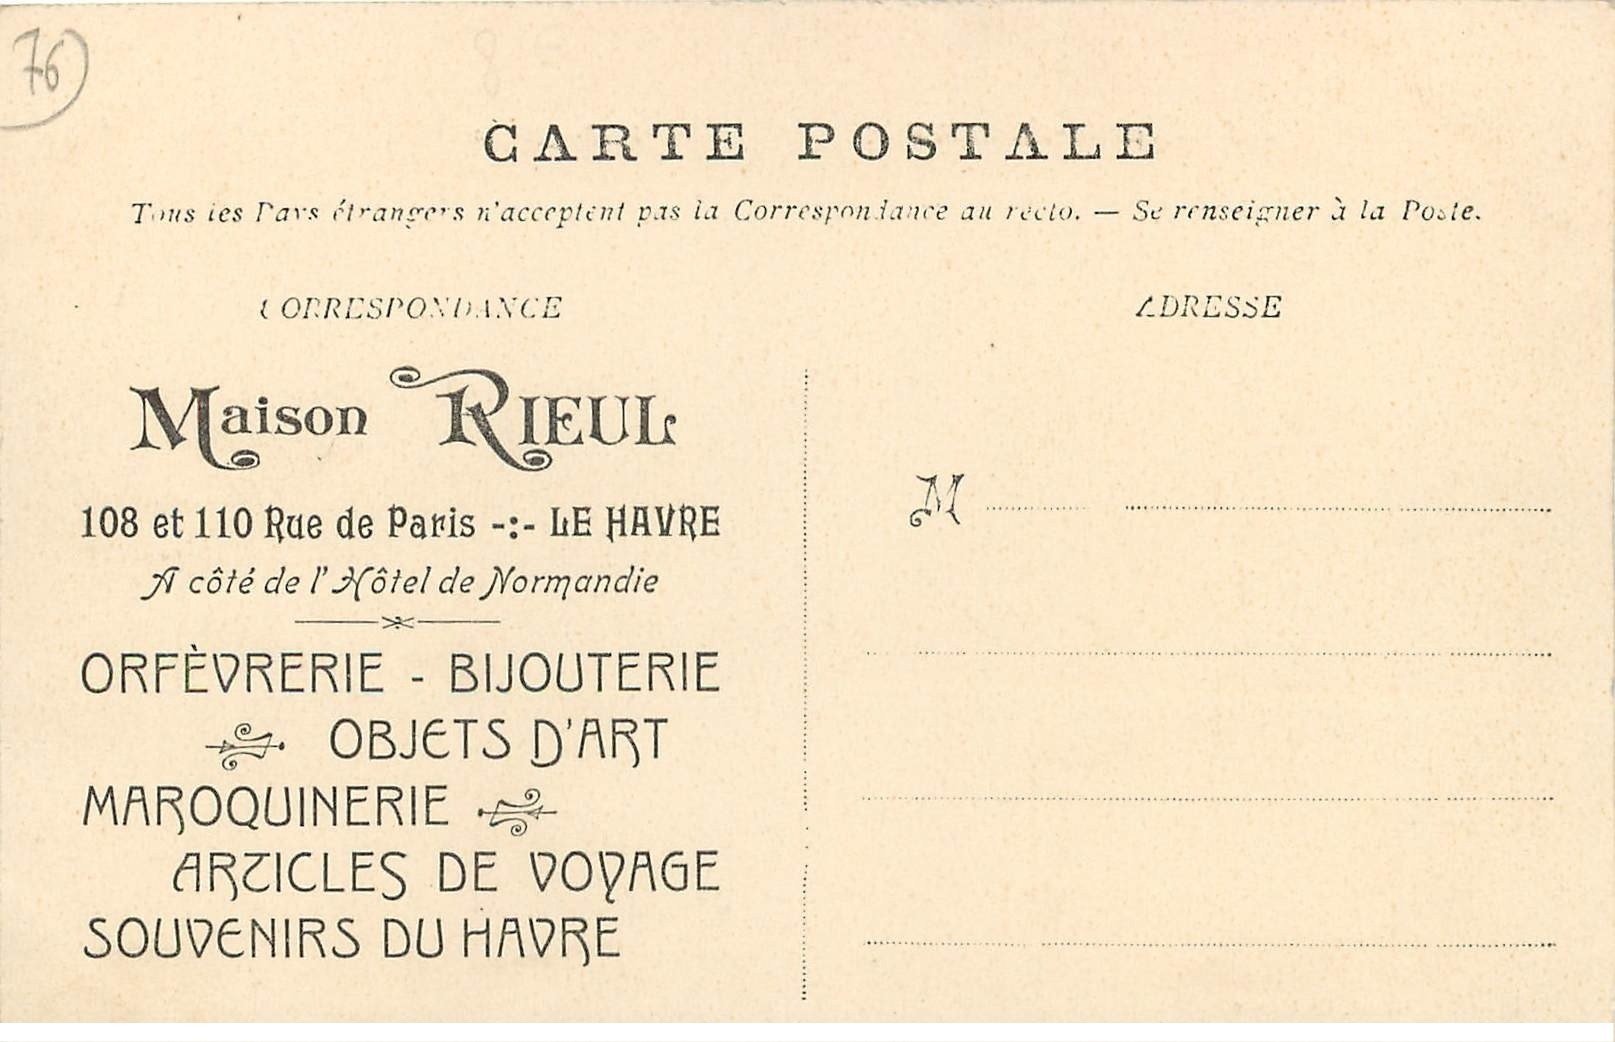 76
CARTE POSTALE
Tous les Pays étrangers n'acceptent pas la Correspondance au recto. — Se renseigner à la Poste.
CORRESPONDANCE
ADRESSE
Maison RIEUL
108 et 110 Rue de Paris -:- LE HAVRE
A côté de l'Hôtel de Normandie
ORFÈVRERIE - BIJOUTERIE
OBJETS D'ART
MAROQUINERIE
ARTICLES DE VOYAGE
SOUVENIRS DU HAVRE
M